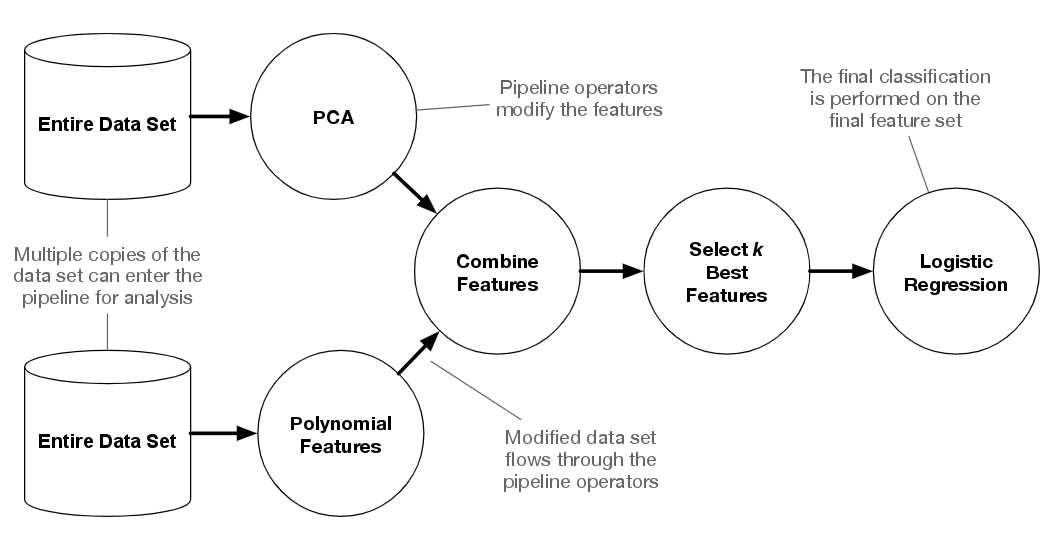 Entire Data Set
PCA
Pipeline operators
modify the features
The final classification
is performed on the
final feature set
Multiple copies of the
data set can enter the
pipeline for analysis
Combine
Features
Select k
Best
Features
Logistic
Regression
Entire Data Set
Polynomial
Features
Modified data set
flows through the
pipeline operators